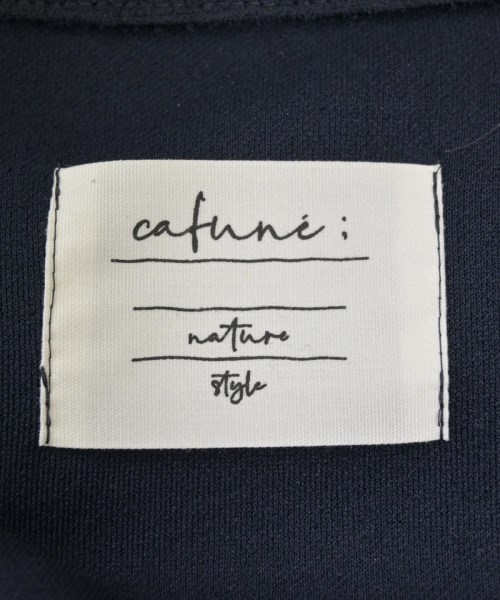 cafuné ;
nature
style